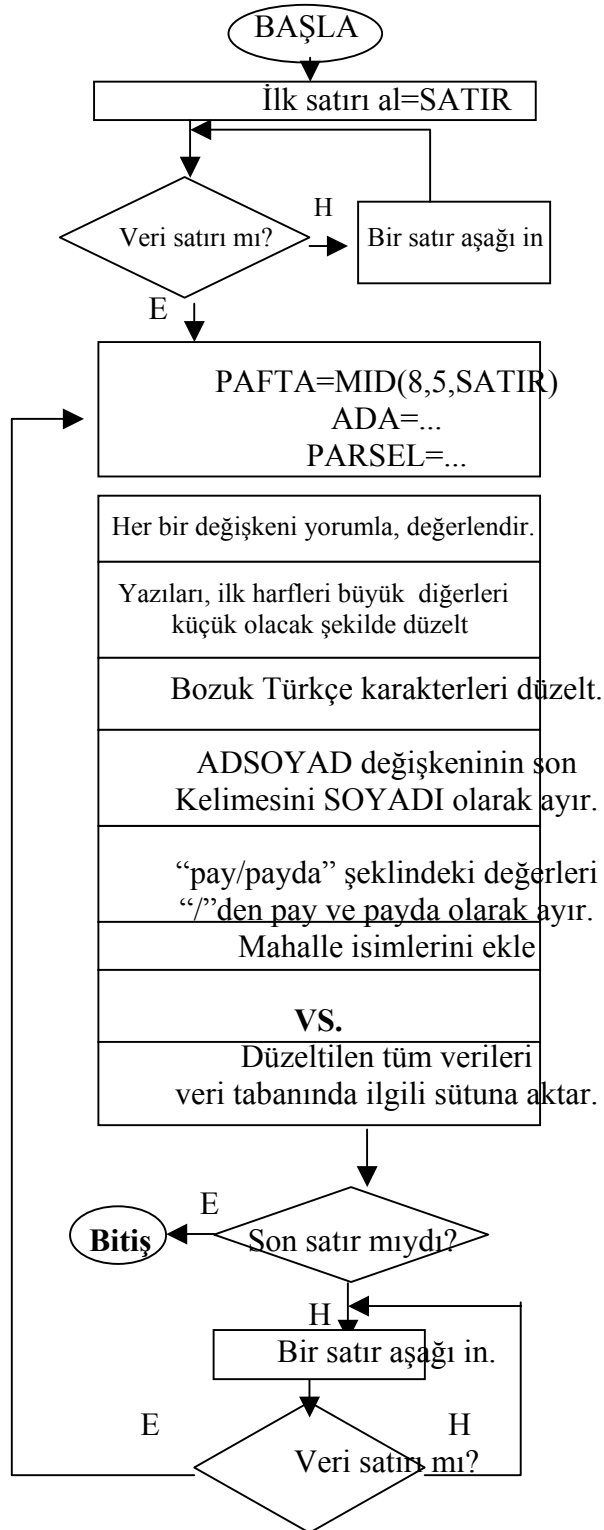 BAŞLA
İlk satırı al=SATIR
H
Veri satırı mı?
Bir satır aşağı in
E
PAFTA=MID(8,5,SATIR)
ADA=...
PARSEL=...
Her bir değişkeni yorumla, değerlendir.
Yazıları, ilk harfleri büyük diğerleri
küçük olacak şekilde düzelt
Bozuk Türkçe karakterleri düzelt.
ADSOYAD değişkeninin son
Kelimesini SOYADI olarak ayır.
“pay/payda” şeklindeki değerleri
“/”den pay ve payda olarak ayır.
Mahalle isimlerini ekle
VS.
Düzeltilen tüm verileri
veri tabanında ilgili sütuna aktar.
E
Bitiş
Son satır mıydı?
H
Bir satır aşağı in.
E
H
Veri satırı mı?